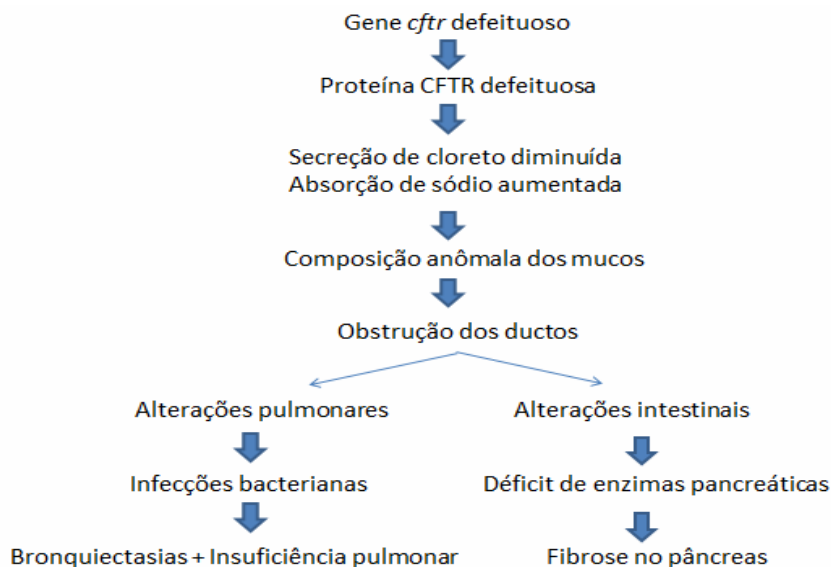 Gene cftr defeituoso
Proteína CFTR defeituosa
Secreção de cloreto diminuída
Absorção de sódio aumentada
Composição anômala dos mucos
Obstrução dos ductos
Alterações pulmonares
Alterações intestinais
Infecções bacterianas
Déficit de enzimas pancreáticas
Bronquiectasias + Insuficiência pulmonar
Fibrose no pâncreas